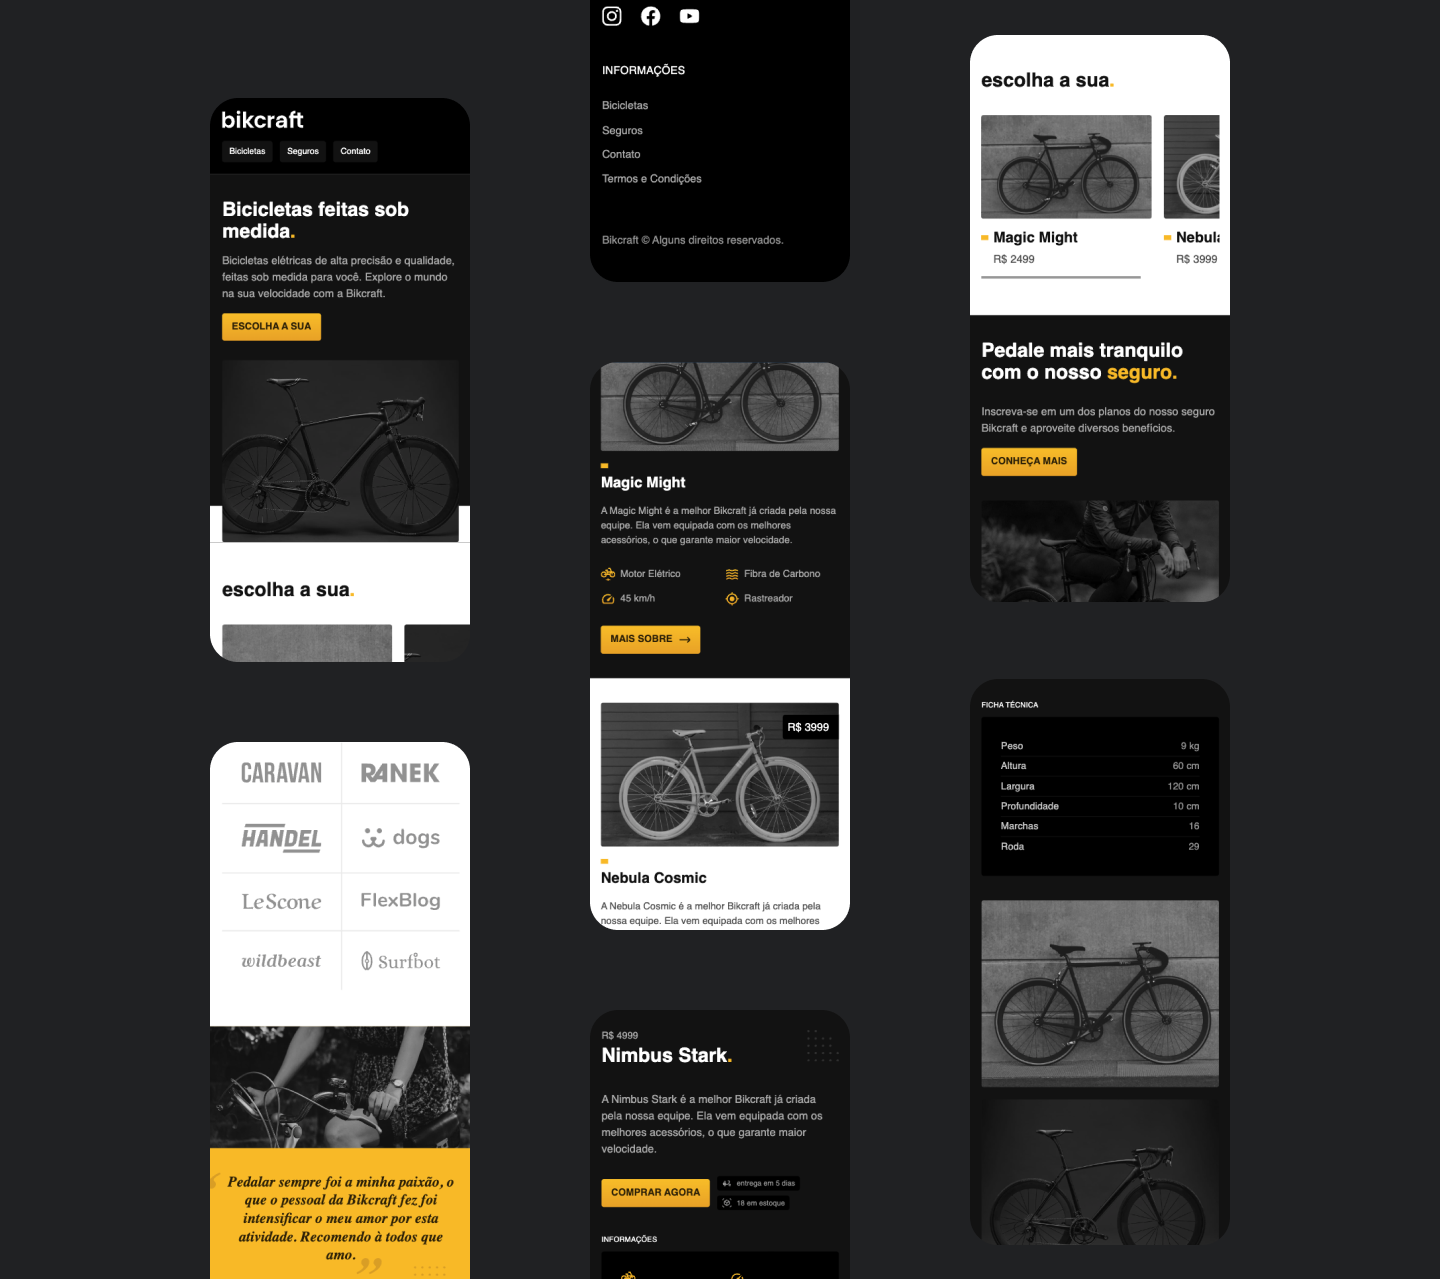 bikcraft
Bicicletas
Seguros
Contato
Bicicletas feitas sob
medida.
Bicicletas elétricas de alta precisão e qualidade,
feitas sob medida para você. Explore o mundo
na sua velocidade com a Bikcraft.
ESCOLHA A SUA
escolha a sua.
CARAVAN
RANEK
HANDEL
dogs
LeScone
FlexBlog
wildbeast
Surfbot
“
Pedalar sempre foi a minha paixão, o
que o pessoal da Bikcraft fez foi
intensificar o meu amor por esta
atividade. Recomendo à todos que
amo.
”
INFORMAÇÕES
Bicicletas
Seguros
Contato
Termos e Condições
Bikcraft © Alguns direitos reservados.
Magic Might
A Magic Might é a melhor Bikcraft já criada pela nossa
equipe. Ela vem equipada com os melhores
acessórios, o que garante maior velocidade.
Motor Elétrico
Fibra de Carbono
45 km/h
Rastreador
MAIS SOBRE →
R$ 3999
Nebula Cosmic
A Nebula Cosmic é a melhor Bikcraft já criada pela
nossa equipe. Ela vem equipada com os melhores
R$ 4999
Nimbus Stark.
A Nimbus Stark é a melhor Bikcraft já criada
pela nossa equipe. Ela vem equipada com os
melhores acessórios, o que garante maior
velocidade.
COMPRAR AGORA
entrega em 5 dias
18 em estoque
INFORMAÇÕES
escolha a sua.
Magic Might
R$ 2499
Nebula
R$ 3999
Pedale mais tranquilo
com o nosso seguro.
Inscreva-se em um dos planos do nosso seguro
Bikcraft e aproveite diversos benefícios.
CONHEÇA MAIS
FICHA TÉCNICA
Peso 9 kg
Altura 60 cm
Largura 120 cm
Profundidade 10 cm
Marchas 16
Roda 29